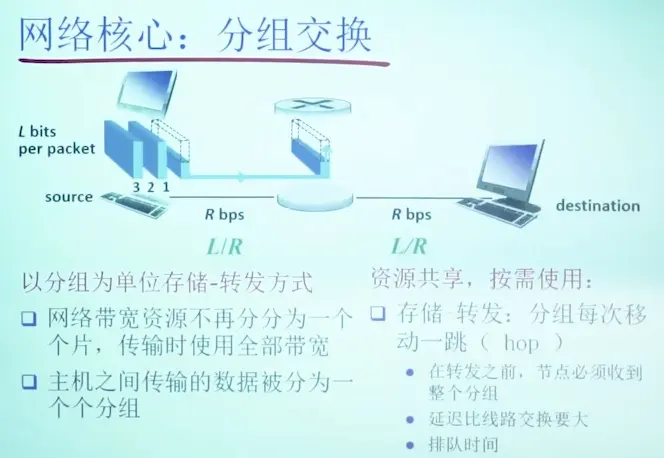 网络核心：分组交换
L bits
per packet
3 2 1
source
R bps
R bps
destination
L/R
L/R
以分组为单位存储-转发方式
网络带宽资源不再分分为一个
个片，传输时使用全部带宽
主机之间传输的数据被分为一
个个分组
资源共享，按需使用：
存储-转发：分组每次移
动一跳（ hop ）
在转发之前，节点必须收到
整个分组
延迟比线路交换要大
排队时间